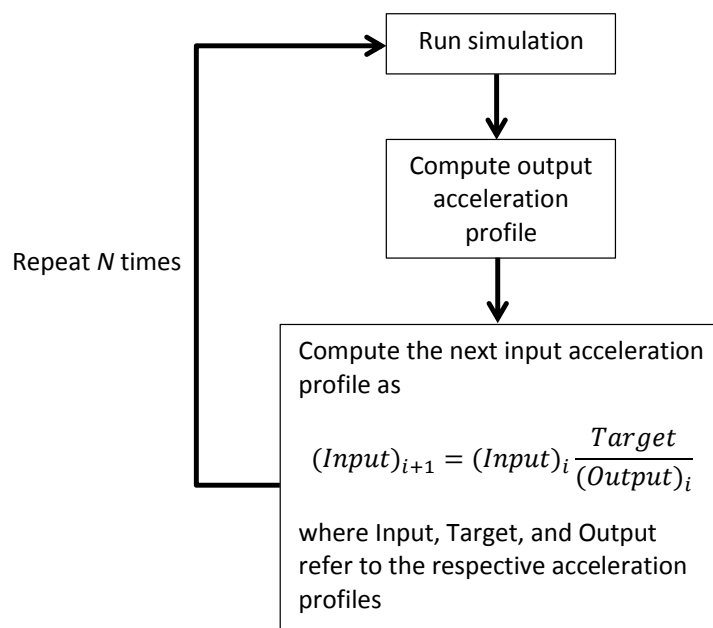 Run simulation
Compute output
acceleration
profile
Repeat N times
Compute the next input acceleration
profile as
(Input)ᵢ₊₁ = (Input)ᵢ Target/(Output)ᵢ
where Input, Target, and Output
refer to the respective acceleration
profiles